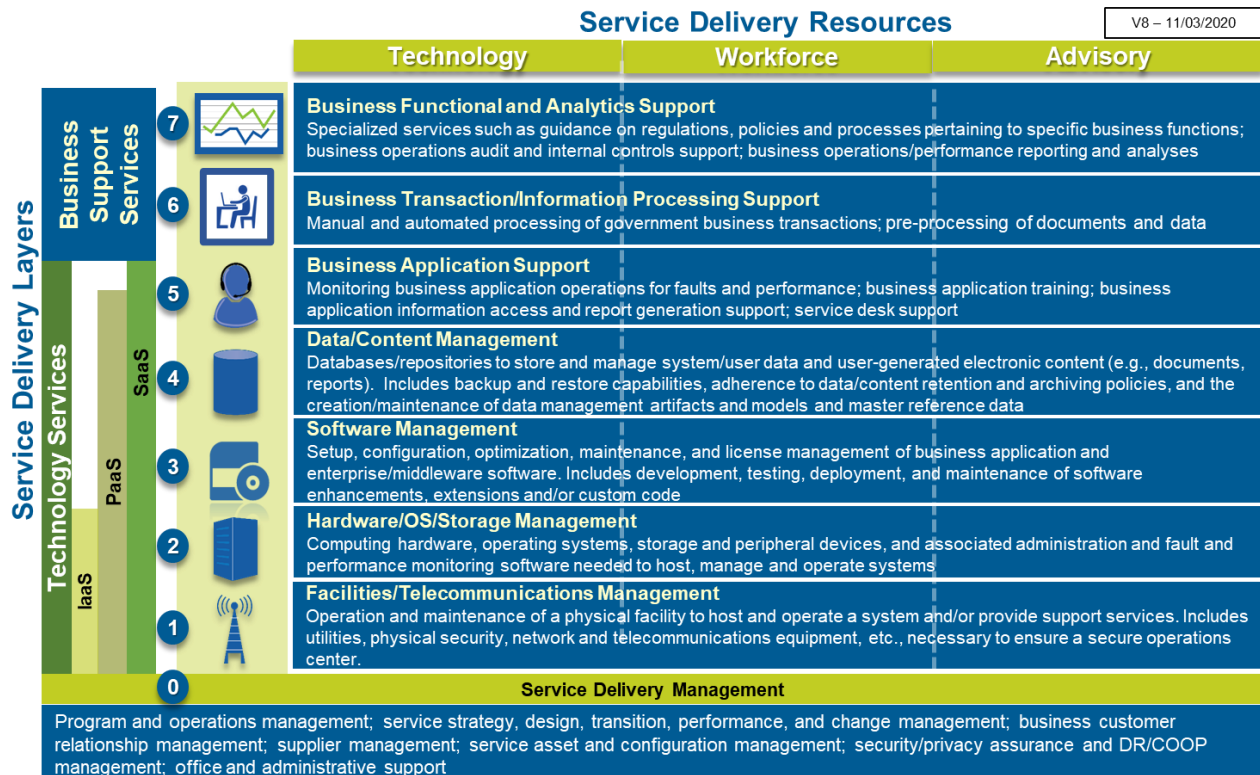 Service Delivery Resources
V8 – 11/03/2020
Technology
Workforce
Advisory
Service Delivery Layers
Business
Support
Services
Technology Services
IaaS
PaaS
SaaS
7
Business Functional and Analytics Support
Specialized services such as guidance on regulations, policies and processes pertaining to specific business functions;
business operations audit and internal controls support; business operations/performance reporting and analyses
6
Business Transaction/Information Processing Support
Manual and automated processing of government business transactions; pre-processing of documents and data
5
Business Application Support
Monitoring business application operations for faults and performance; business application training; business
application information access and report generation support; service desk support
4
Data/Content Management
Databases/repositories to store and manage system/user data and user-generated electronic content (e.g., documents,
reports). Includes backup and restore capabilities, adherence to data/content retention and archiving policies, and the
creation/maintenance of data management artifacts and models and master reference data
3
Software Management
Setup, configuration, optimization, maintenance, and license management of business application and
enterprise/middleware software. Includes development, testing, deployment, and maintenance of software
enhancements, extensions and/or custom code
2
Hardware/OS/Storage Management
Computing hardware, operating systems, storage and peripheral devices, and associated administration and fault and
performance monitoring software needed to host, manage and operate systems
1
Facilities/Telecommunications Management
Operation and maintenance of a physical facility to host and operate a system and/or provide support services. Includes
utilities, physical security, network and telecommunications equipment, etc., necessary to ensure a secure operations
center.
0
Service Delivery Management
Program and operations management; service strategy, design, transition, performance, and change management; business customer
relationship management; supplier management; service asset and configuration management; security/privacy assurance and DR/COOP
management; office and administrative support